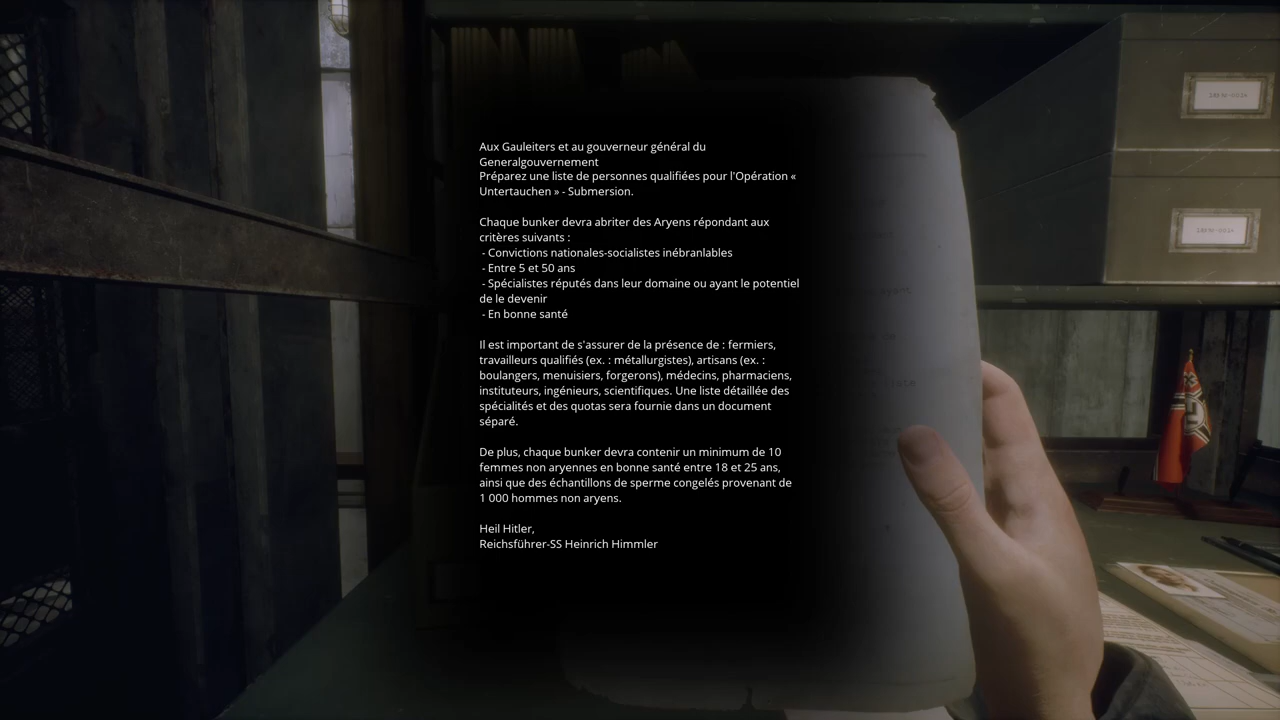 Aux Gauleiters et au gouverneur général du
Generalgouvernement
Préparez une liste de personnes qualifiées pour l'Opération «
Untertauchen » - Submersion.
Chaque bunker devra abriter des Aryens répondant aux
critères suivants :
- Convictions nationales-socialistes inébranlables
- Entre 5 et 50 ans
- Spécialistes réputés dans leur domaine ou ayant le potentiel
de le devenir
- En bonne santé
Il est important de s'assurer de la présence de : fermiers,
travailleurs qualifiés (ex. : métallurgistes), artisans (ex. :
boulangers, menuisiers, forgerons), médecins, pharmaciens,
instituteurs, ingénieurs, scientifiques. Une liste détaillée des
spécialités et des quotas sera fournie dans un document
séparé.
De plus, chaque bunker devra contenir un minimum de 10
femmes non aryennes en bonne santé entre 18 et 25 ans,
ainsi que des échantillons de sperme congelés provenant de
1 000 hommes non aryens.
Heil Hitler,
Reichsführer-SS Heinrich Himmler